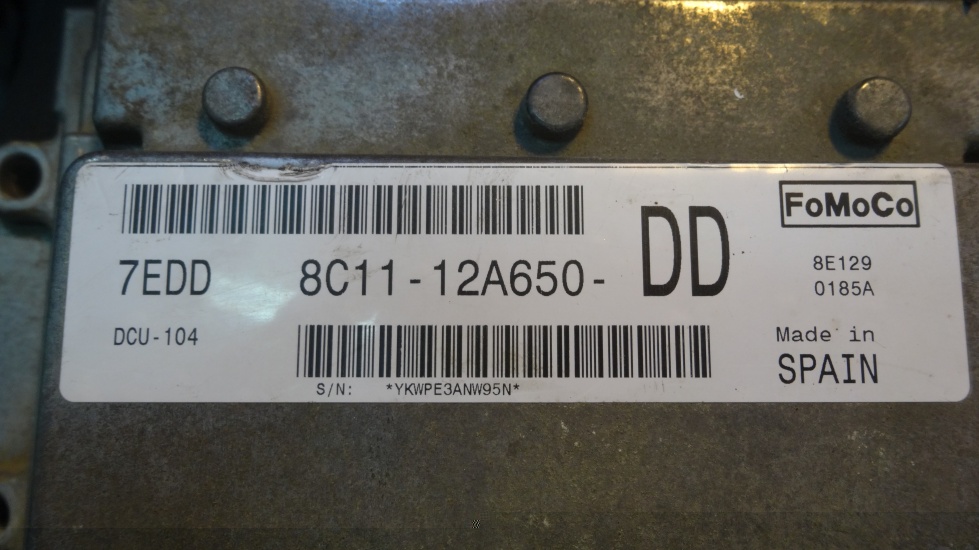 FoMoCo
7EDD 8C11-12A650-DD
8E129
0185A
DCU-104
Made in
SPAIN
S/N: *YKWPE3ANW95N*